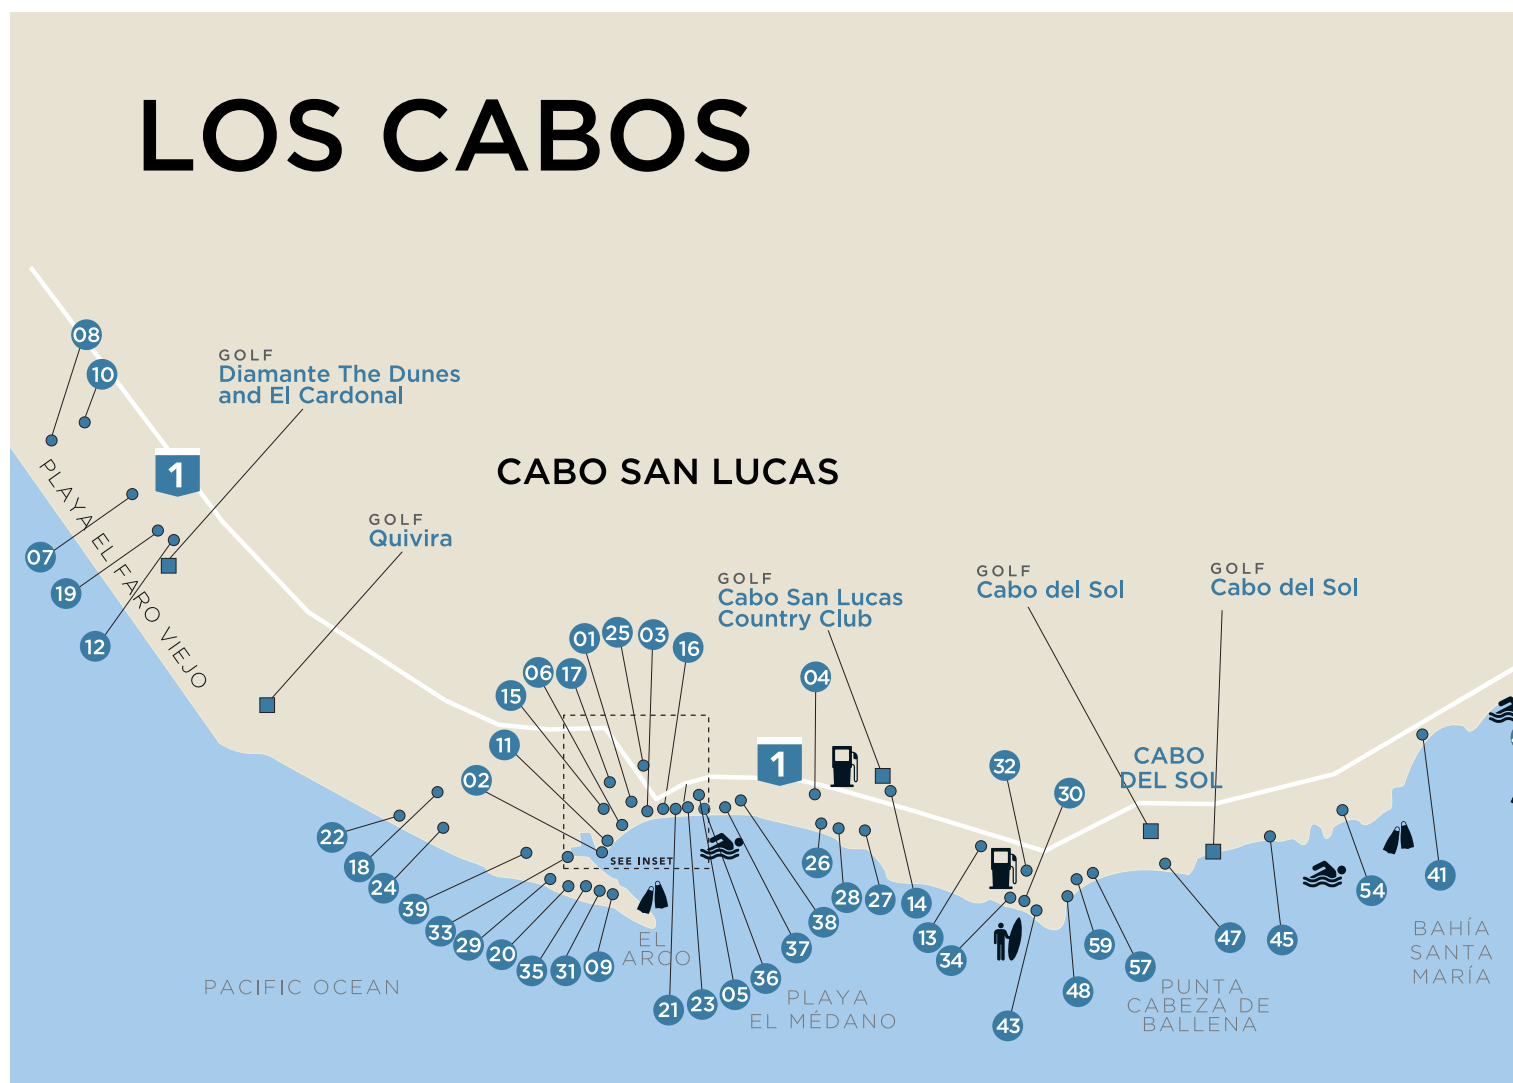 LOS CABOS
08
10
GOLF
Diamante The Dunes
and El Cardonal
1
CABO SAN LUCAS
PLAYA EL FARO VIEJO
GOLF
Quivira
07
19
12
GOLF
Cabo San Lucas
Country Club
GOLF
Cabo del Sol
GOLF
Cabo del Sol
01
25
03
16
06
17
15
04
11
02
1
32
CABO
DEL SOL
30
41
22
18
24
SEE INSET
26
28
27
14
54
39
33
29
20
35
31
09
EL
ARCO
38
37
36
05
23
21
13
34
59
57
48
43
47
45
BAHÍA
SANTA
MARÍA
PACIFIC OCEAN
PLAYA
EL MÉDANO
PUNTA
CABEZA DE
BALLENA